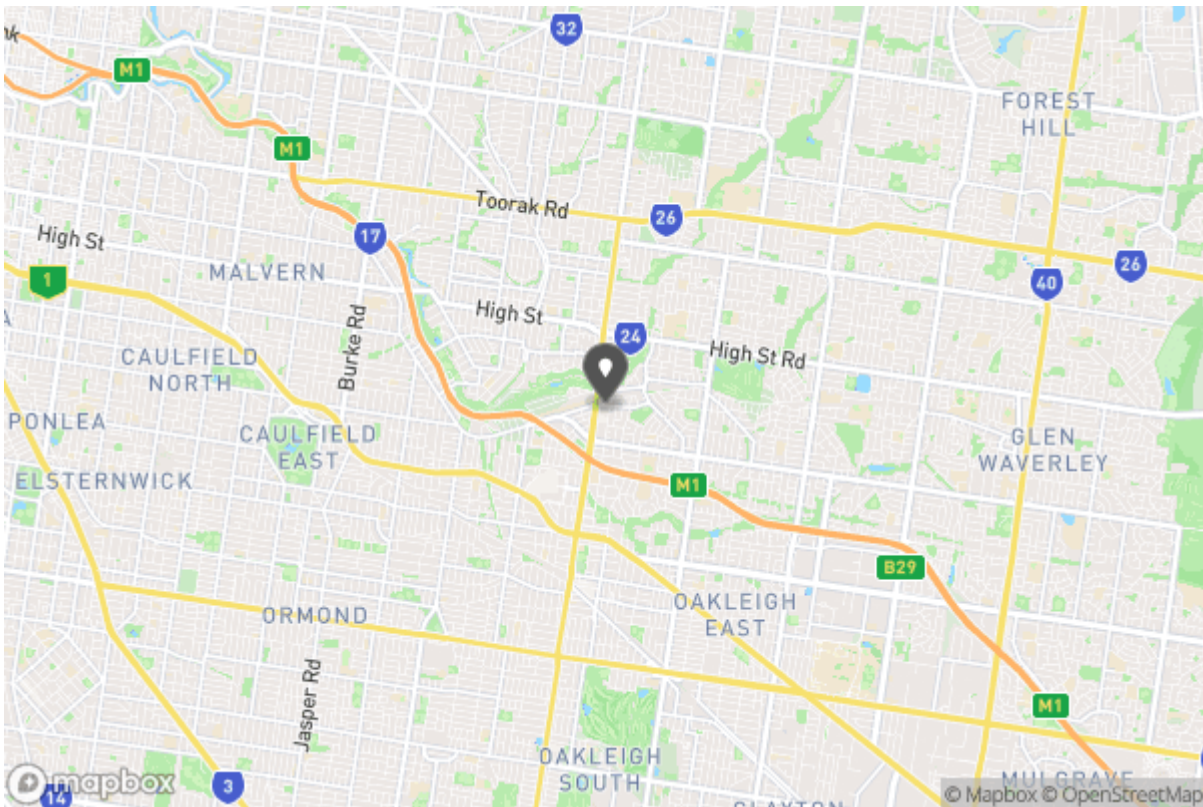 32
M1
FOREST
HILL
M1
Toorak Rd
26
17
High St
26
MALVERN
1
40
High St
24
High St Rd
CAULFIELD
NORTH
Burke Rd
PONLEA
CAULFIELD
EAST
GLEN
WAVERLEY
ELSTERNWICK
M1
B29
OAKLEIGH
EAST
ORMOND
Jasper Rd
M1
OAKLEIGH
SOUTH
3
14
mapbox
MULGRAVE
CLAYTON
© Mapbox © OpenStreetMap